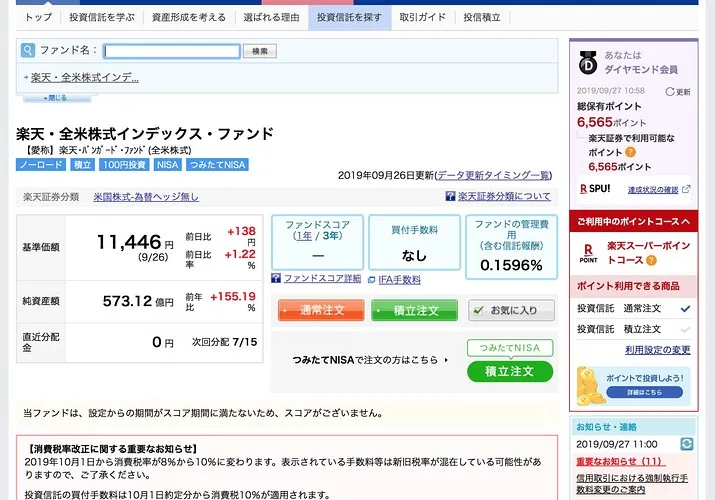 トップ 投資信託を学ぶ 資産形成を考える 選ばれる理由 投資信託を探す 取引ガイド 投信積立
ファンド名： 検索
楽天・全米株式インデ...
閉じる
楽天・全米株式インデックス・ファンド
【愛称】楽天・ﾊﾞﾝｶﾞｰﾄﾞ・ﾌｧﾝﾄﾞ(全米株式)
ノーロード 積立 100円投資 NISA つみたてNISA
2019年09月26日更新(データ更新タイミング一覧)
楽天証券分類 米国株式-為替ヘッジ無し 楽天証券分類について
基準価額
11,446 円
(9/26)
前日比 +138 円
前日比率 +1.22 %
純資産額
573.12 億円
前年比 +155.19 %
直近分配金
0 円
次回分配 7/15
ファンドスコア
（1年 / 3年）
—
買付手数料
なし
ファンドの管理費用
（含む信託報酬）
0.1596%
ファンドスコア詳細 IFA手数料
通常注文 積立注文 お気に入り
つみたてNISAで注文の方はこちら
つみたてNISA
積立注文
当ファンドは、設定からの期間がスコア期間に満たないため、スコアがございません。
【消費税率改正に関する重要なお知らせ】
2019年10月1日から消費税率が8%から10%に変わります。表示されている手数料等は新旧税率が混在している可能性があ
りますので、ご了承ください。
投資信託の買付手数料は10月1日約定分から消費税10%が適用されます。
D
あなたは
ダイヤモンド会員
2019/09/27 10:58 更新
総保有ポイント
6,565ポイント
楽天証券で利用可能な
ポイント ?
6,565ポイント
R SPU! 達成状況の確認
ご利用中のポイントコース
R POINT
楽天スーパーポイン
トコース ?
ポイント利用できる商品
投資信託 通常注文
投資信託 積立注文
利用設定の変更
ポイントで投資しよう！
詳細はこちら
お知らせ・連絡
2019/09/27 11:00
重要なお知らせ（11）
信用取引における強制執行手
数料変更のご案内